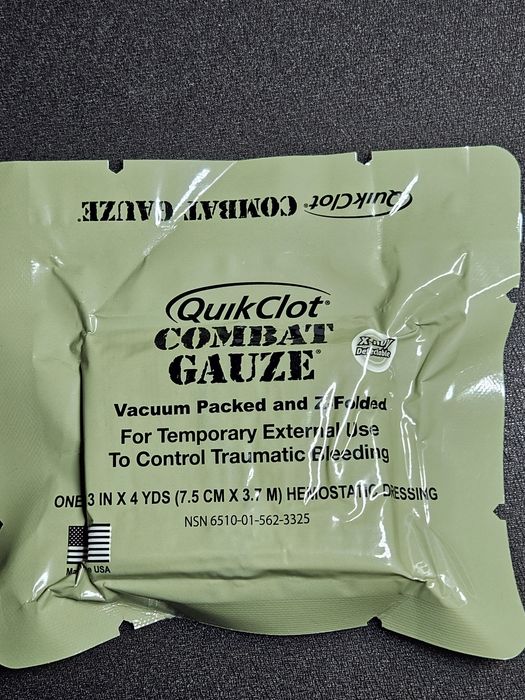 QuikClot® COMBAT GAUZE®
QuikClot®
COMBAT
GAUZE®
X-ray
Detectable
Vacuum Packed and Z-Folded
For Temporary External Use
To Control Traumatic Bleeding
ONE 3 IN X 4 YDS (7.5 CM X 3.7 M) HEMOSTATIC DRESSING
NSN 6510-01-562-3325
Made in USA